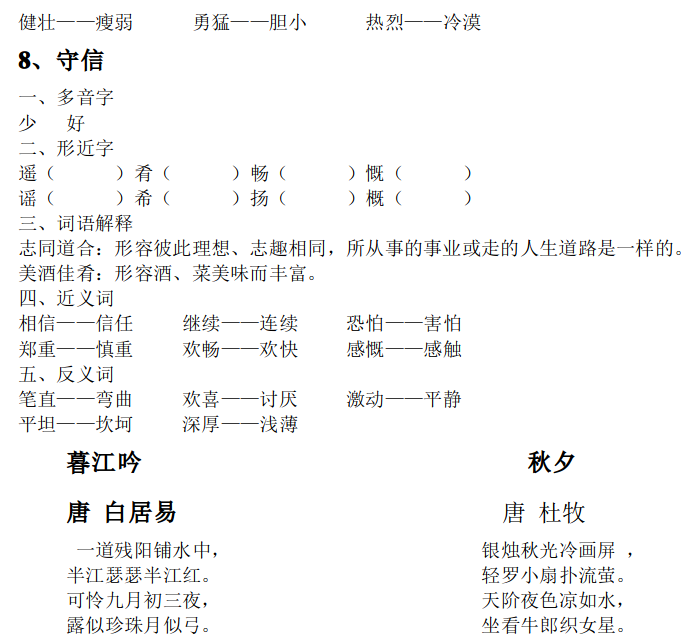 健壮——瘦弱 勇猛——胆小 热烈——冷漠
8、守信
一、多音字
少 好
二、形近字
遥（ ）肴（ ）畅（ ）慨（ ）
谣（ ）希（ ）扬（ ）概（ ）
三、词语解释
志同道合：形容彼此理想、志趣相同，所从事的事业或走的人生道路是一样的。
美酒佳肴：形容酒、菜美味而丰富。
四、近义词
相信——信任 继续——连续 恐怕——害怕
郑重——慎重 欢畅——欢快 感慨——感触
五、反义词
笔直——弯曲 欢喜——讨厌 激动——平静
平坦——坎坷 深厚——浅薄
暮江吟
唐 白居易
一道残阳铺水中，
半江瑟瑟半江红。
可怜九月初三夜，
露似珍珠月似弓。
秋夕
唐 杜牧
银烛秋光冷画屏 ，
轻罗小扇扑流萤。
天阶夜色凉如水，
坐看牛郎织女星。